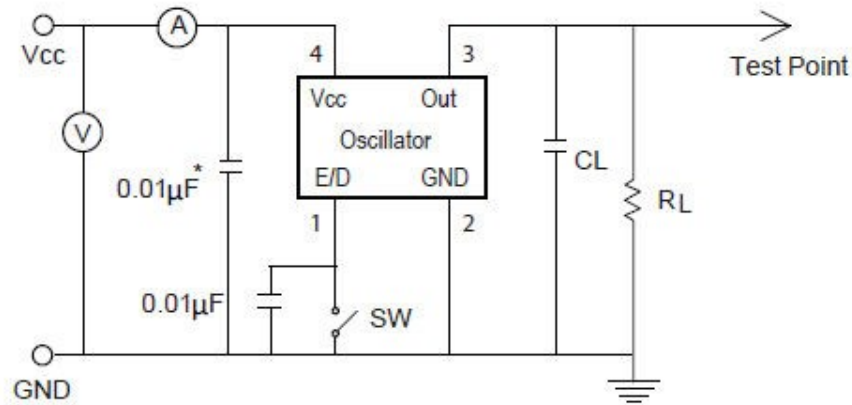 A
Vcc
4
3
Test Point
Vcc
Out
V
Oscillator
CL
0.01µF*
E/D
GND
RL
1
2
0.01µF
SW
GND